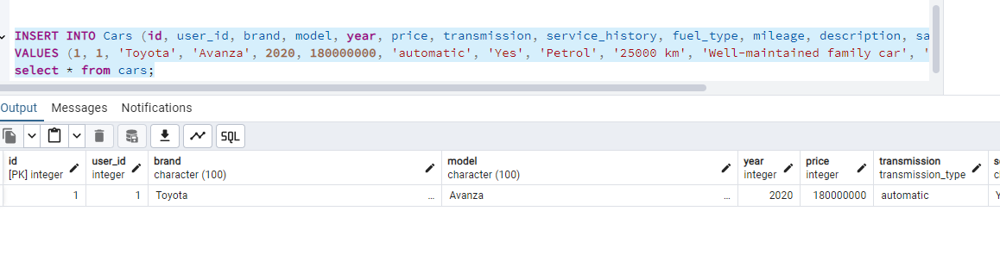 INSERT INTO Cars (id, user_id, brand, model, year, price, transmission, service_history, fuel_type, mileage, description, sa
VALUES (1, 1, 'Toyota', 'Avanza', 2020, 180000000, 'automatic', 'Yes', 'Petrol', '25000 km', 'Well-maintained family car', '
select * from cars;
Output Messages Notifications
SQL
id user_id brand model year price transmission s
[PK] integer integer character (100) character (100) integer integer transmission_type c
1 1 Toyota ... Avanza ... 2020 180000000 automatic Y